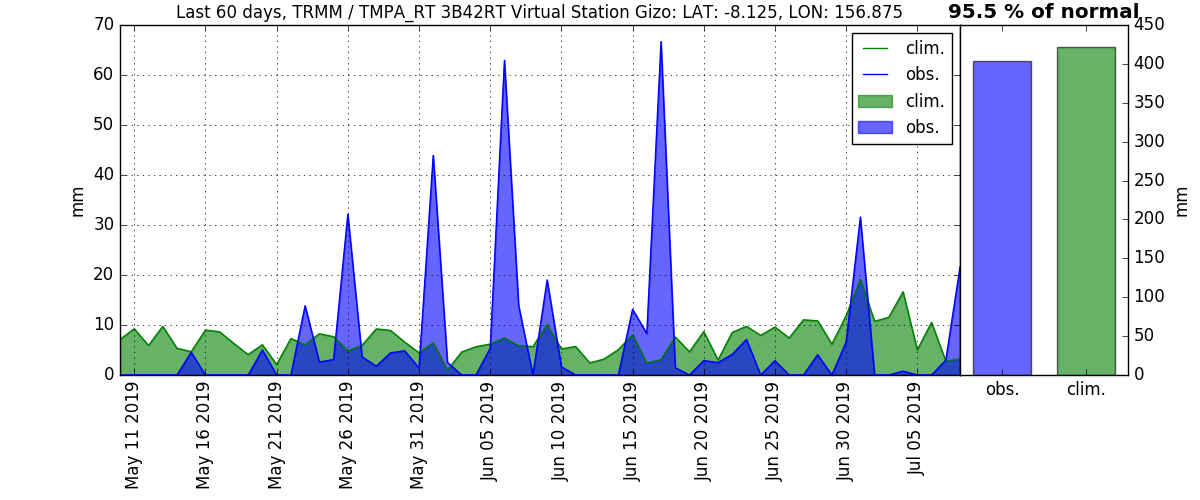 Last 60 days, TRMM / TMPA_RT 3B42RT Virtual Station Gizo: LAT: -8.125, LON: 156.875
95.5 % of normal
70
60
50
40
30
20
10
0
mm
clim.
obs.
clim.
obs.
450
400
350
300
250
200
150
100
50
0
mm
obs.
clim.
May 11 2019
May 16 2019
May 21 2019
May 26 2019
May 31 2019
Jun 05 2019
Jun 10 2019
Jun 15 2019
Jun 20 2019
Jun 25 2019
Jun 30 2019
Jul 05 2019